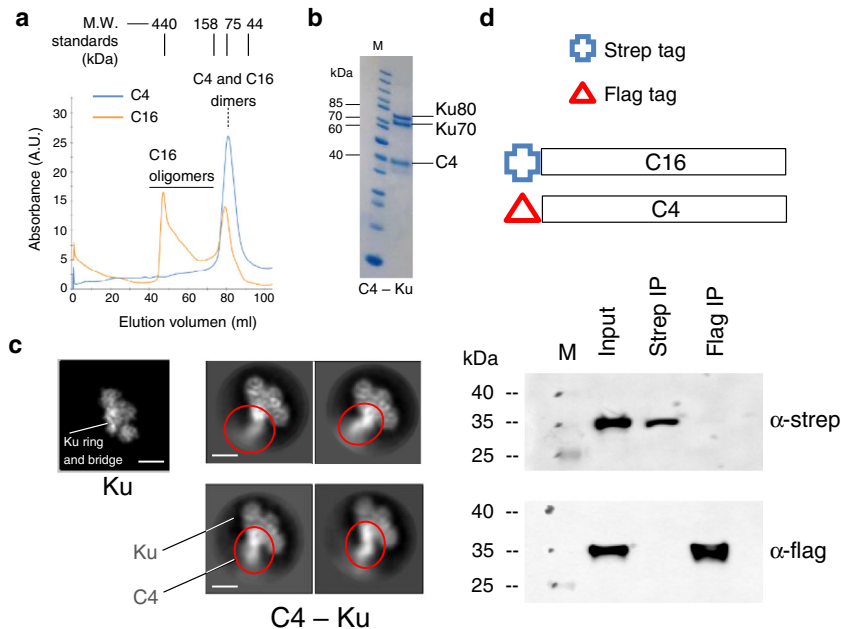 a
M.W.
standards
(kDa)
440
158
75
44
C4 and C16
dimers
C4
C16
C16
oligomers
Absorbance (A.U.)
30
25
20
15
10
5
0
0
20
40
60
80
100
Elution volumen (ml)
b
M
kDa
85
70
60
40
Ku80
Ku70
C4
C4 – Ku
c
Ku ring
and bridge
Ku
Ku
C4
C4 – Ku
d
Strep tag
Flag tag
C16
C4
kDa
M
Input
Strep IP
Flag IP
40 --
35 --
25 --
α-strep
40 --
35 --
25 --
α-flag